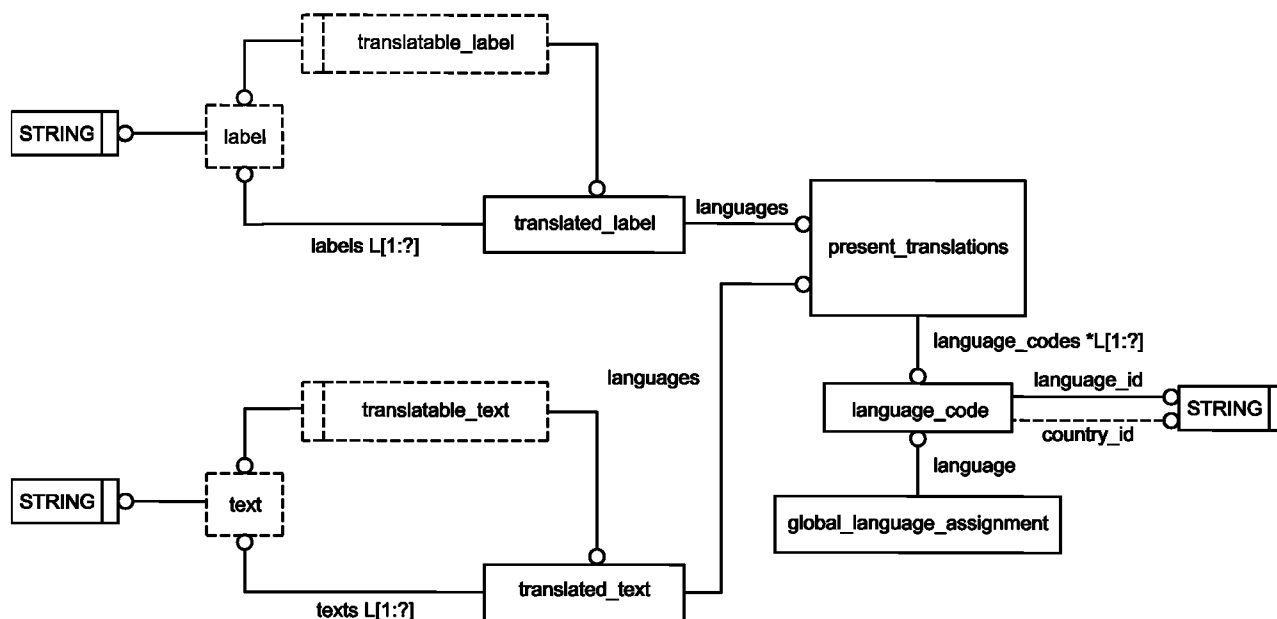 translatable_label
STRING
label
translated_label
languages
labels L[1:?]
present_translations
language_codes *L[1:?]
languages
language_id
translatable_text
language_code
STRING
country_id
language
STRING
text
global_language_assignment
translated_text
texts L[1:?]